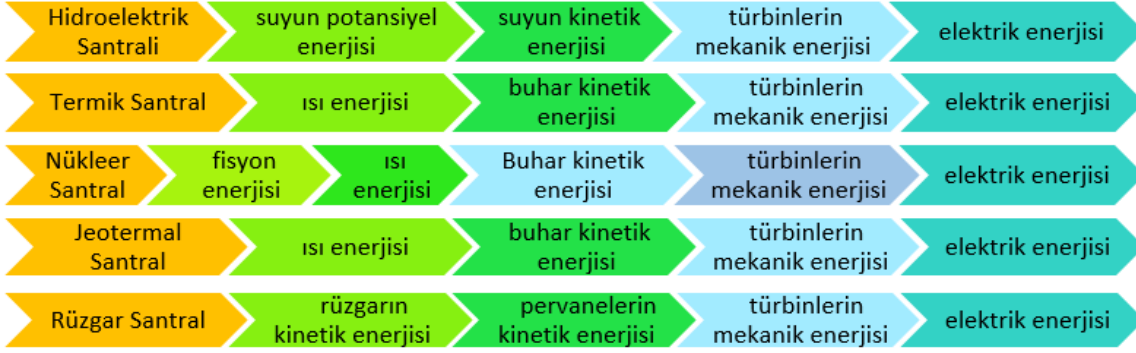 Hidroelektrik
Santrali
suyun potansiyel
enerjisi
suyun kinetik
enerjisi
türbinlerin
mekanik enerjisi
elektrik enerjisi
Termik Santral
ısı enerjisi
buhar kinetik
enerjisi
türbinlerin
mekanik enerjisi
elektrik enerjisi
Nükleer
Santral
fisyon
enerjisi
ısı
enerjisi
Buhar kinetik
enerjisi
türbinlerin
mekanik enerjisi
elektrik enerjisi
Jeotermal
Santral
ısı enerjisi
buhar kinetik
enerjisi
türbinlerin
mekanik enerjisi
elektrik enerjisi
Rüzgar Santral
rüzgarın
kinetik enerjisi
pervanelerin
kinetik enerjisi
türbinlerin
mekanik enerjisi
elektrik enerjisi